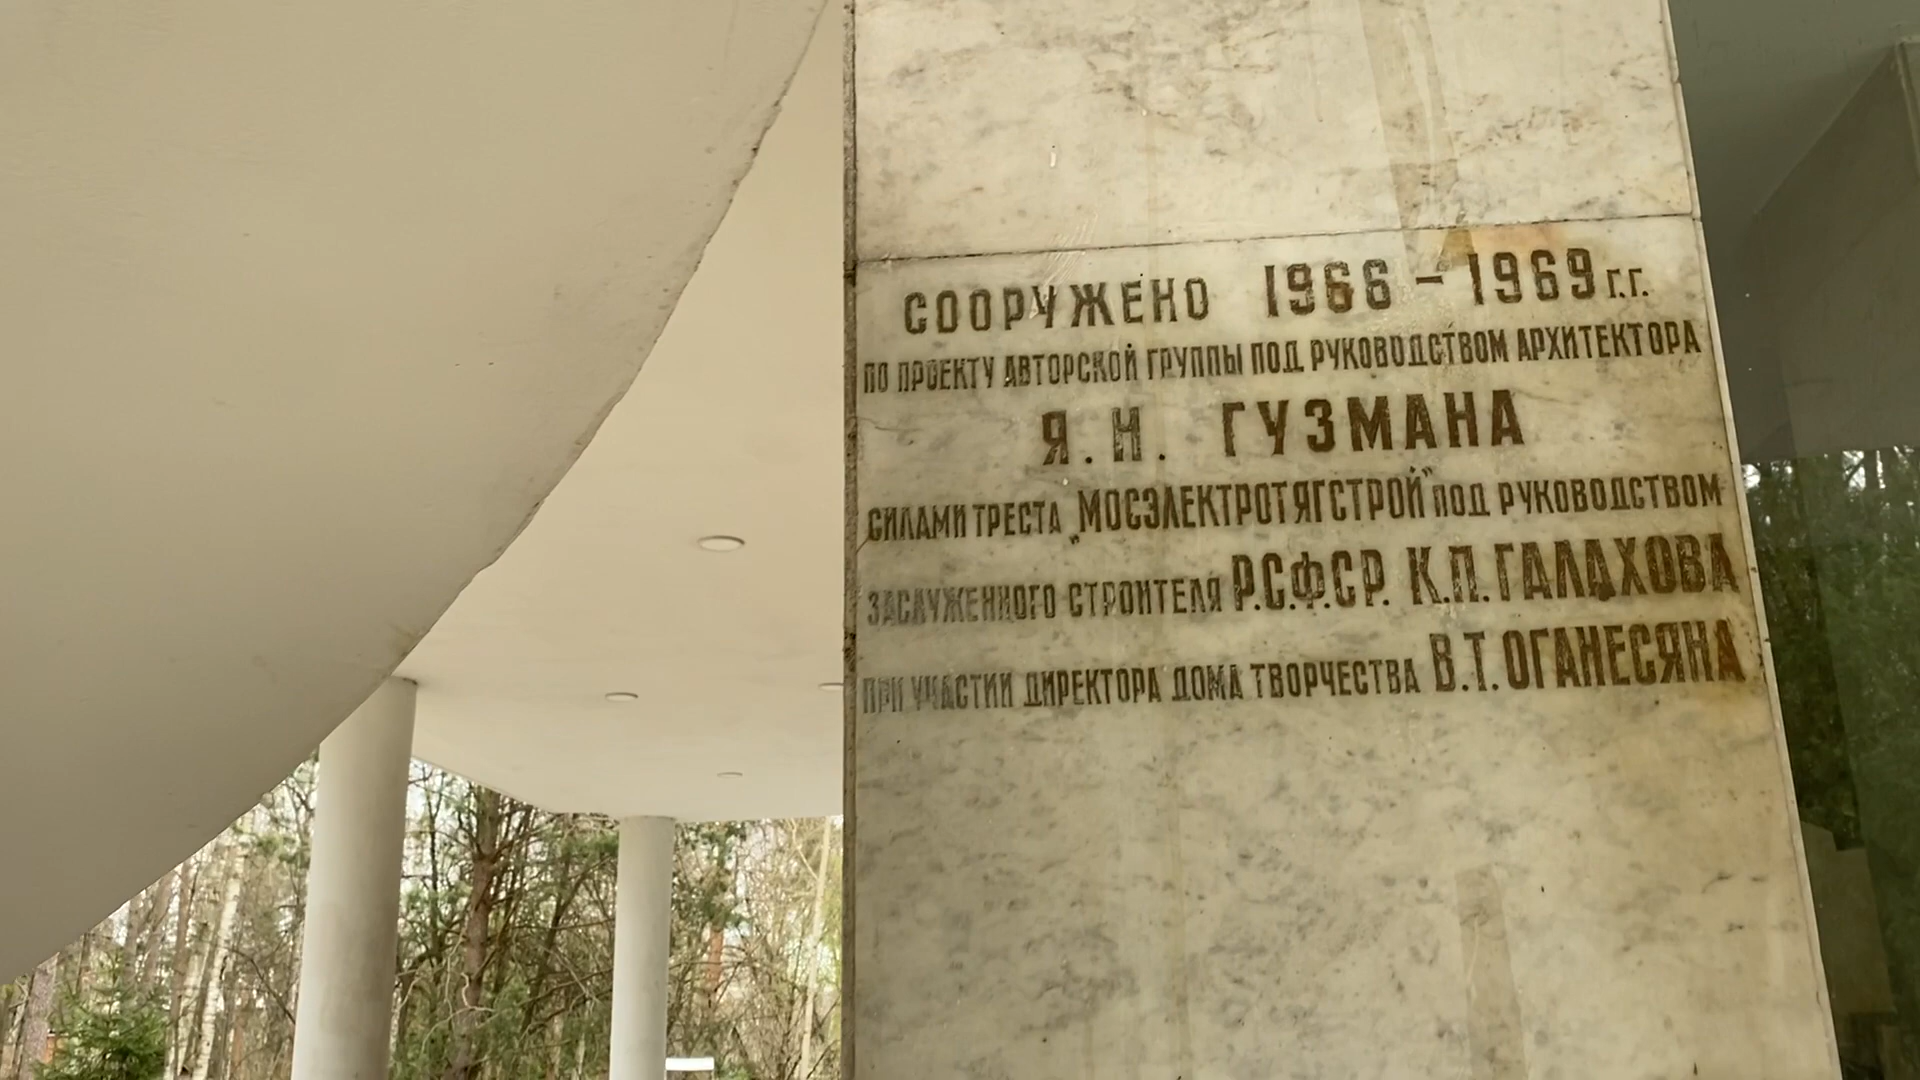 СООРУЖЕНО 1966 – 1969 г.г.
ПО ПРОЕКТУ АВТОРСКОЙ ГРУППЫ ПОД РУКОВОДСТВОМ АРХИТЕКТОРА
Я. Н. ГУЗМАНА
СИЛАМИ ТРЕСТА „МОСЭЛЕКТРОТЯГСТРОЙ" ПОД РУКОВОДСТВОМ
ЗАСЛУЖЕННОГО СТРОИТЕЛЯ Р.С.Ф.СР. К.П. ГАЛАХОВА
ПРИ УЧАСТИИ ДИРЕКТОРА ДОМА ТВОРЧЕСТВА В.Т. ОГАНЕСЯНА